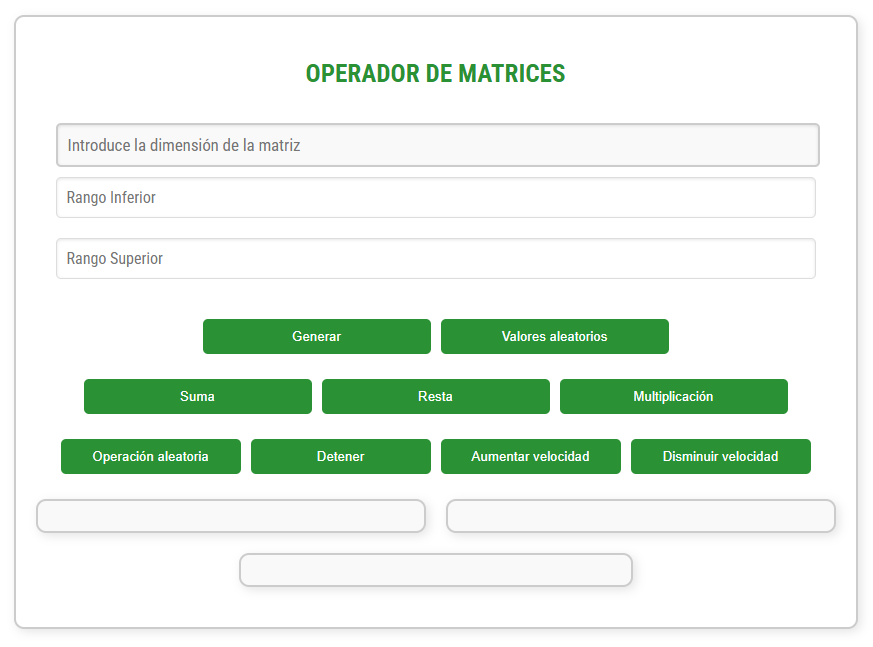 OPERADOR DE MATRICES
Introduce la dimensión de la matriz
Rango Inferior
Rango Superior
Generar Valores aleatorios
Suma Resta Multiplicación
Operación aleatoria Detener Aumentar velocidad Disminuir velocidad